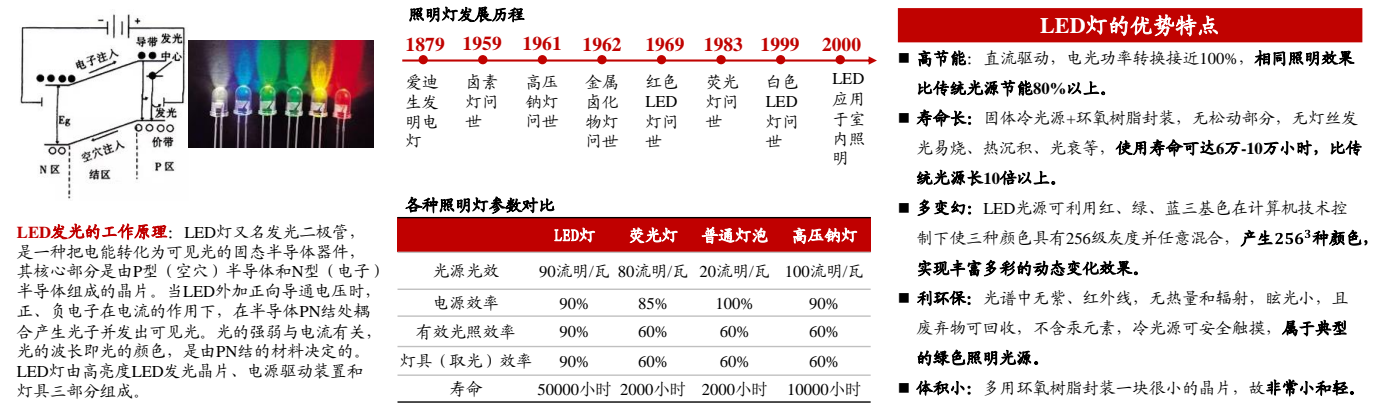 - +
导带 发光
中心
电子注入
Eg
发光
价带
空穴注入
N区 结区 P区
LED发光的工作原理：LED灯又名发光二极管，
是一种把电能转化为可见光的固态半导体器件，
其核心部分是由P型（空穴）半导体和N型（电子）
半导体组成的晶片。当LED外加正向导通电压时，
正、负电子在电流的作用下，在半导体PN结处耦
合产生光子并发出可见光。光的强弱与电流有关，
光的波长即光的颜色，是由PN结的材料决定的。
LED灯由高亮度LED发光晶片、电源驱动装置和
灯具三部分组成。
照明灯发展历程
1879 1959 1961 1962 1969 1983 1999 2000
爱迪 卤素 高压 金属 红色 荧光 白色 LED
生发 灯问 钠灯 卤化 LED 灯问 LED 应用
明电 世 问世 物灯 灯问 世 灯问 于室
灯 问世 世 世 内照
明
各种照明灯参数对比
LED灯 荧光灯 普通灯泡 高压钠灯
光源光效 90流明/瓦 80流明/瓦 20流明/瓦 100流明/瓦
电源效率 90% 85% 100% 90%
有效光照效率 90% 60% 60% 60%
灯具（取光）效率 90% 60% 60% 60%
寿命 50000小时 2000小时 2000小时 10000小时
LED灯的优势特点
■ 高节能：直流驱动，电光功率转换接近100%，相同照明效果
比传统光源节能80%以上。
■ 寿命长：固体冷光源+环氧树脂封装，无松动部分，无灯丝发
光易烧、热沉积、光衰等，使用寿命可达6万-10万小时，比传
统光源长10倍以上。
■ 多变幻：LED光源可利用红、绿、蓝三基色在计算机技术控
制下使三种颜色具有256级灰度并任意混合，产生256³种颜色，
实现丰富多彩的动态变化效果。
■ 利环保：光谱中无紫、红外线，无热量和辐射，眩光小，且
废弃物可回收，不含汞元素，冷光源可安全触摸，属于典型
的绿色照明光源。
■ 体积小：多用环氧树脂封装一块很小的晶片，故非常小和轻。